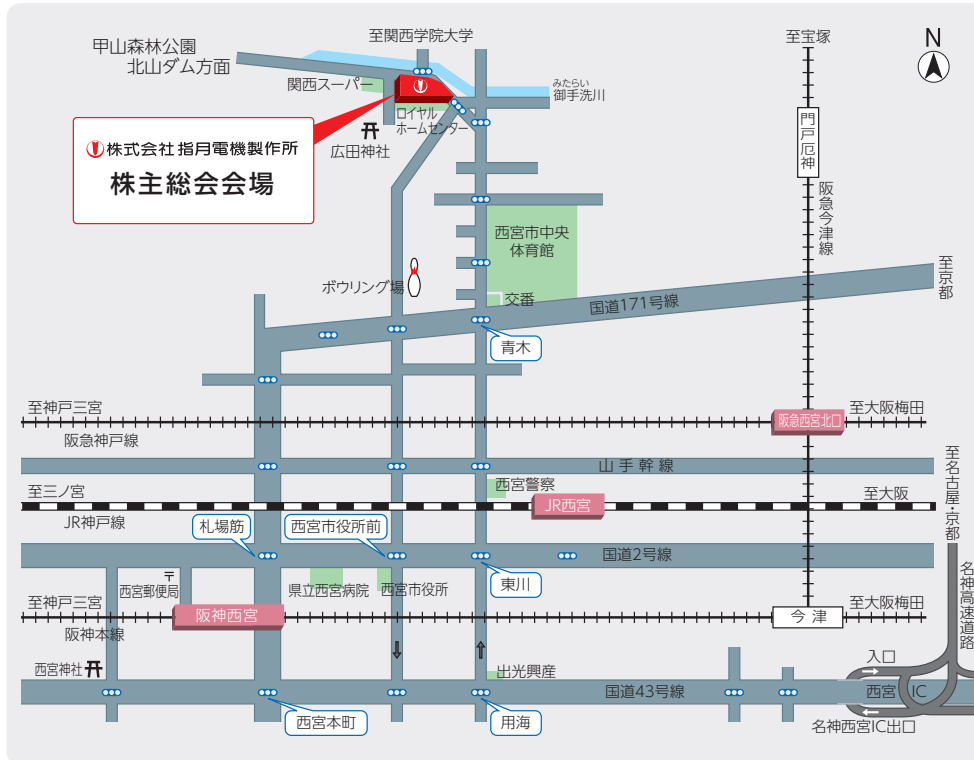 至関西学院大学
至宝塚
N
甲山森林公園
北山ダム方面
関西スーパー
みたらい
御手洗川
ロイヤル
ホームセンター
門戸厄神
広田神社
株式会社 指月電機製作所
株主総会会場
阪急今津線
西宮市中央
体育館
至京都
ボウリング場
交番
国道171号線
青木
至神戸三宮
阪急西宮北口
至大阪梅田
阪急神戸線
山手幹線
至名古屋・京都
西宮警察
至三ノ宮
JR西宮
至大阪
JR神戸線
札場筋
西宮市役所前
国道2号線
東川
〒
西宮郵便局
県立西宮病院
西宮市役所
名神高速道路
至神戸三宮
阪神西宮
今津
至大阪梅田
阪神本線
西宮神社
出光興産
入口
国道43号線
西宮 IC
西宮本町
用海
名神西宮IC出口